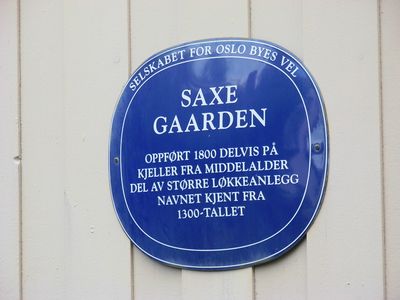 SELSKABET FOR OSLO BYES VEL
SAXE
GAARDEN
OPPFØRT 1800 DELVIS PÅ
KJELLER FRA MIDDELALDER
DEL AV STØRRE LØKKEANLEGG
NAVNET KJENT FRA
1300-TALLET